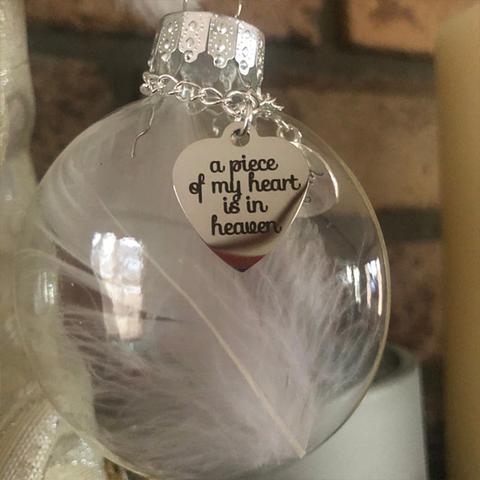 a piece
of my heart
is in
heaven